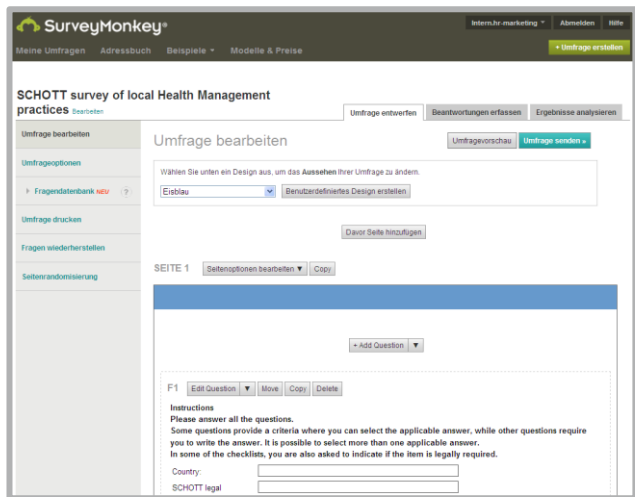 SurveyMonkey®
Intern.hr-marketing Abmelden Hilfe
Meine Umfragen Adressbuch Beispiele Modelle & Preise
+ Umfrage erstellen
SCHOTT survey of local Health Management
practices Bearbeiten
Umfrage entwerfen Beantwortungen erfassen Ergebnisse analysieren
Umfrage bearbeiten
Umfrageoptionen
Fragendatenbank NEU ?
Umfrage drucken
Fragen wiederherstellen
Seitenrandomisierung
Umfrage bearbeiten
Umfragevorschau Umfrage senden »
Wählen Sie unten ein Design aus, um das Aussehen Ihrer Umfrage zu ändern.
Eisblau Benutzerdefiniertes Design erstellen
Davor Seite hinzufügen
SEITE 1 Seitenoptionen bearbeiten ▼ Copy
+ Add Question ▼
F1 Edit Question ▼ Move Copy Delete
Instructions
Please answer all the questions.
Some questions provide a criteria where you can select the applicable answer, while other questions require
you to write the answer. It is possible to select more than one applicable answer.
In some of the checklists, you are also asked to indicate if the item is legally required.
Country:
SCHOTT legal